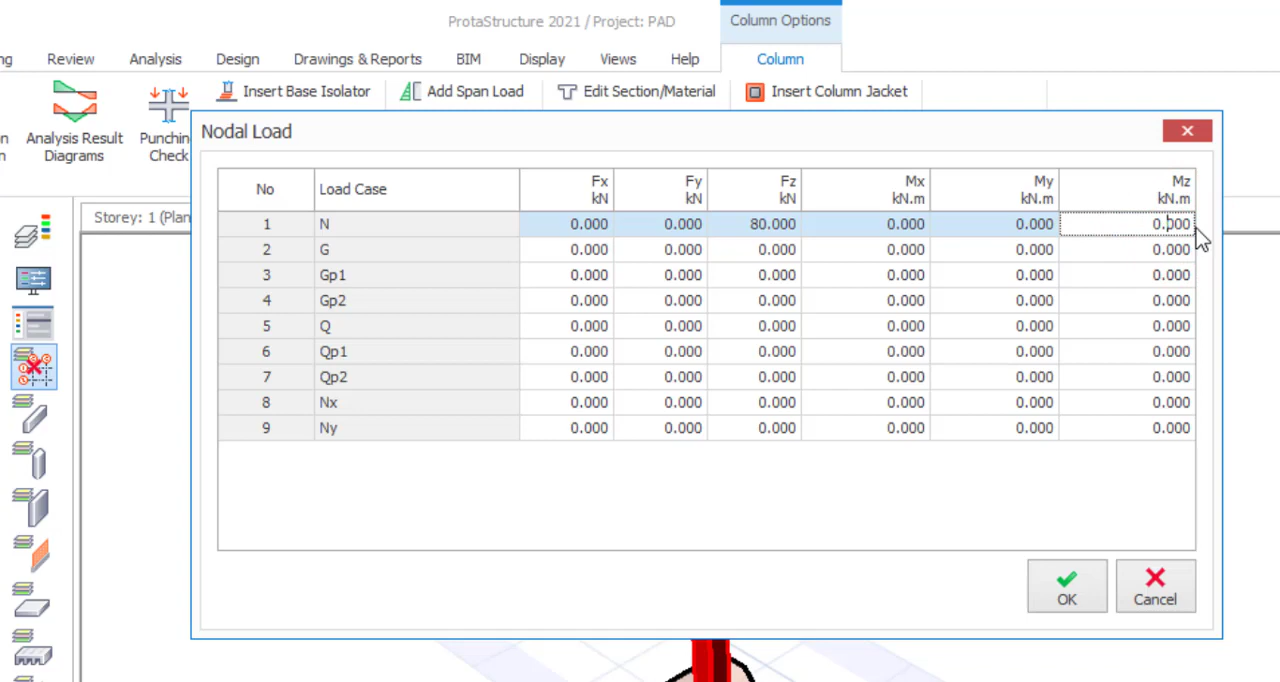 ProtaStructure 2021 / Project: PAD
Column Options
ng Review Analysis Design Drawings & Reports BIM Display Views Help Column
Insert Base Isolator Add Span Load Edit Section/Material Insert Column Jacket
Analysis Result
Diagrams
Punchin
Check
Storey: 1 (Plan
Nodal Load
No Load Case Fx kN Fy kN Fz kN Mx kN.m My kN.m Mz kN.m
1 N 0.000 0.000 80.000 0.000 0.000 0.000
2 G 0.000 0.000 0.000 0.000 0.000 0.000
3 Gp1 0.000 0.000 0.000 0.000 0.000 0.000
4 Gp2 0.000 0.000 0.000 0.000 0.000 0.000
5 Q 0.000 0.000 0.000 0.000 0.000 0.000
6 Qp1 0.000 0.000 0.000 0.000 0.000 0.000
7 Qp2 0.000 0.000 0.000 0.000 0.000 0.000
8 Nx 0.000 0.000 0.000 0.000 0.000 0.000
9 Ny 0.000 0.000 0.000 0.000 0.000 0.000
OK Cancel